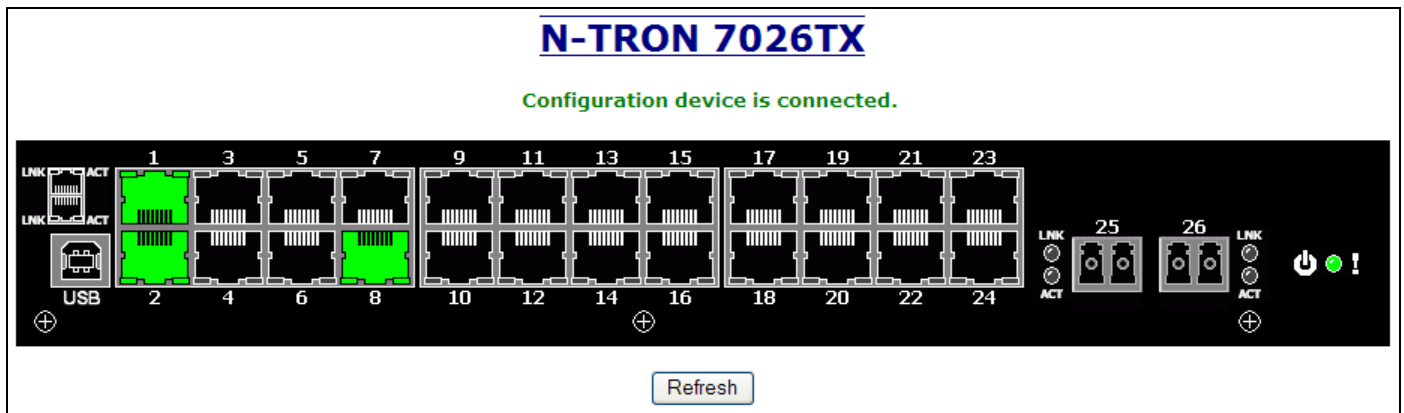 N-TRON 7026TX
Configuration device is connected.
1 3 5 7 9 11 13 15 17 19 21 23
LNK ACT
LNK ACT
25 26
LNK LNK
ACT ACT
!
USB 2 4 6 8 10 12 14 16 18 20 22 24
Refresh